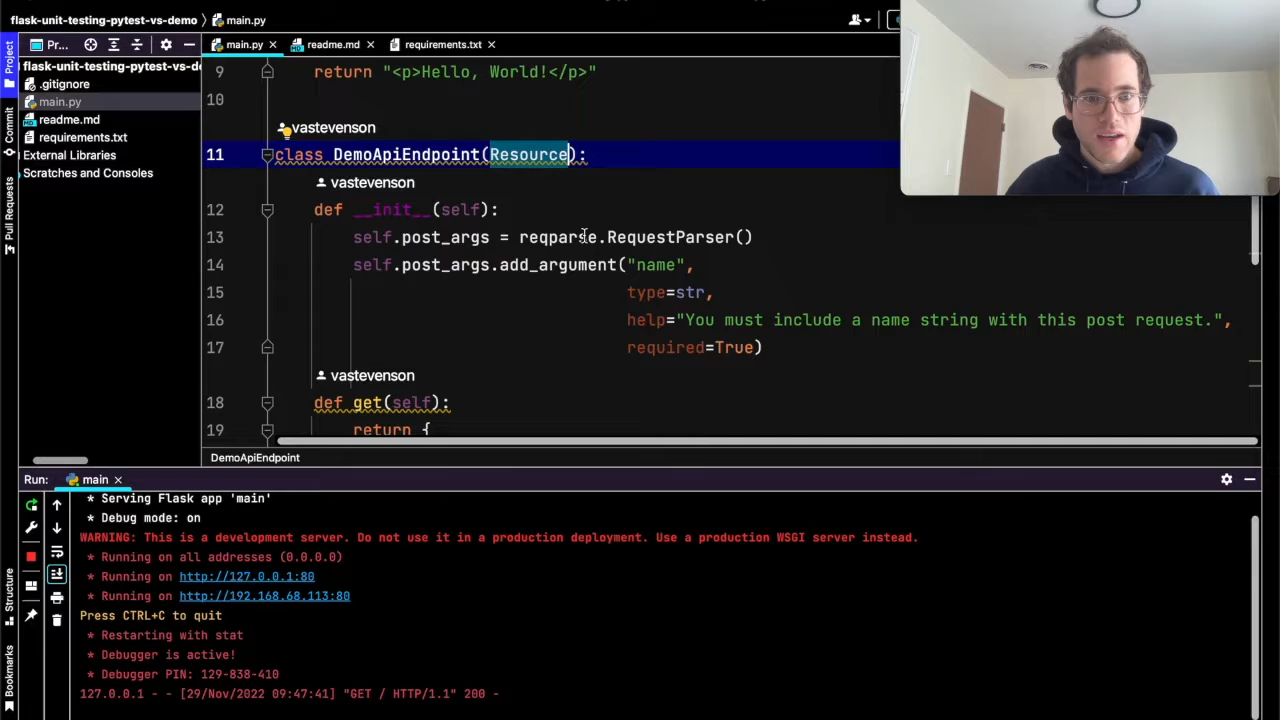 flask-unit-testing-pytest-vs-demo
main.py
Project
Commit
Pull Requests
Structure
Bookmarks
Pr...
flask-unit-testing-pytest-vs-d
.gitignore
main.py
readme.md
requirements.txt
External Libraries
Scratches and Consoles
main.py
readme.md
requirements.txt
9 return "<p>Hello, World!</p>"
10
vastevenson
11 class DemoApiEndpoint(Resource):
vastevenson
12 def __init__(self):
13 self.post_args = reqparse.RequestParser()
14 self.post_args.add_argument("name",
15 type=str,
16 help="You must include a name string with this post request.",
17 required=True)
vastevenson
18 def get(self):
19 return {
DemoApiEndpoint
Run: main
* Serving Flask app 'main'
* Debug mode: on
WARNING: This is a development server. Do not use it in a production deployment. Use a production WSGI server instead.
* Running on all addresses (0.0.0.0)
* Running on http://127.0.0.1:80
* Running on http://192.168.68.113:80
Press CTRL+C to quit
* Restarting with stat
* Debugger is active!
* Debugger PIN: 129-838-410
127.0.0.1 - - [29/Nov/2022 09:47:41] "GET / HTTP/1.1" 200 -